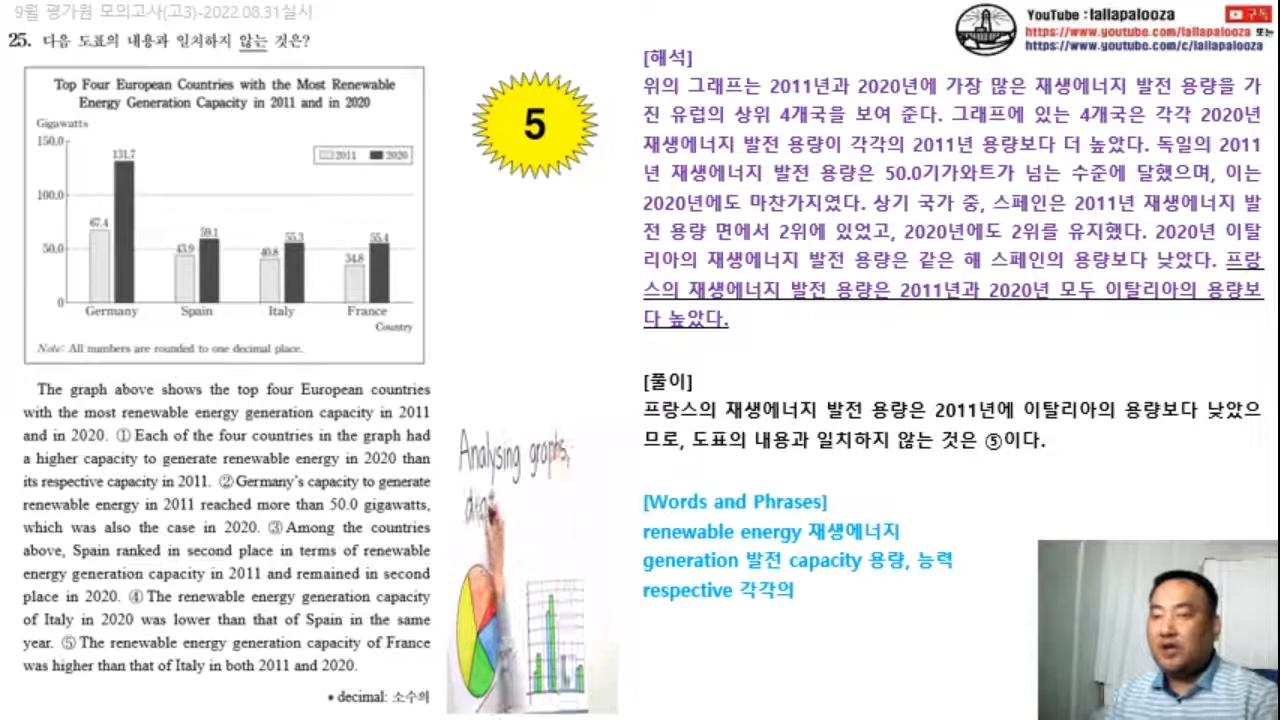 9월 평가원 모의고사(고3)-2022.08.31실시
25. 다음 도표의 내용과 일치하지 않는 것은?
Top Four European Countries with the Most Renewable
Energy Generation Capacity in 2011 and in 2020
Gigawatts
150.0
131.7
2011 2020
100.0
67.4
59.1
55.3
55.4
50.0
43.9
40.8
34.8
0
Germany Spain Italy France
Country
Note: All numbers are rounded to one decimal place.
The graph above shows the top four European countries
with the most renewable energy generation capacity in 2011
and in 2020. ① Each of the four countries in the graph had
a higher capacity to generate renewable energy in 2020 than
its respective capacity in 2011. ② Germany's capacity to generate
renewable energy in 2011 reached more than 50.0 gigawatts,
which was also the case in 2020. ③ Among the countries
above, Spain ranked in second place in terms of renewable
energy generation capacity in 2011 and remained in second
place in 2020. ④ The renewable energy generation capacity
of Italy in 2020 was lower than that of Spain in the same
year. ⑤ The renewable energy generation capacity of France
was higher than that of Italy in both 2011 and 2020.
* decimal: 소수의
5
Analysing graphs,
YouTube : lallapalooza
구독
https://www.youtube.com/lallapalooza 또는
https://www.youtube.com/c/lallapalooza
[해석]
위의 그래프는 2011년과 2020년에 가장 많은 재생에너지 발전 용량을 가
진 유럽의 상위 4개국을 보여 준다. 그래프에 있는 4개국은 각각 2020년
재생에너지 발전 용량이 각각의 2011년 용량보다 더 높았다. 독일의 2011
년 재생에너지 발전 용량은 50.0기가와트가 넘는 수준에 달했으며, 이는
2020년에도 마찬가지였다. 상기 국가 중, 스페인은 2011년 재생에너지 발
전 용량 면에서 2위에 있었고, 2020년에도 2위를 유지했다. 2020년 이탈
리아의 재생에너지 발전 용량은 같은 해 스페인의 용량보다 낮았다. 프랑
스의 재생에너지 발전 용량은 2011년과 2020년 모두 이탈리아의 용량보
다 높았다.
[풀이]
프랑스의 재생에너지 발전 용량은 2011년에 이탈리아의 용량보다 낮았으
므로, 도표의 내용과 일치하지 않는 것은 ⑤이다.
[Words and Phrases]
renewable energy 재생에너지
generation 발전 capacity 용량, 능력
respective 각각의